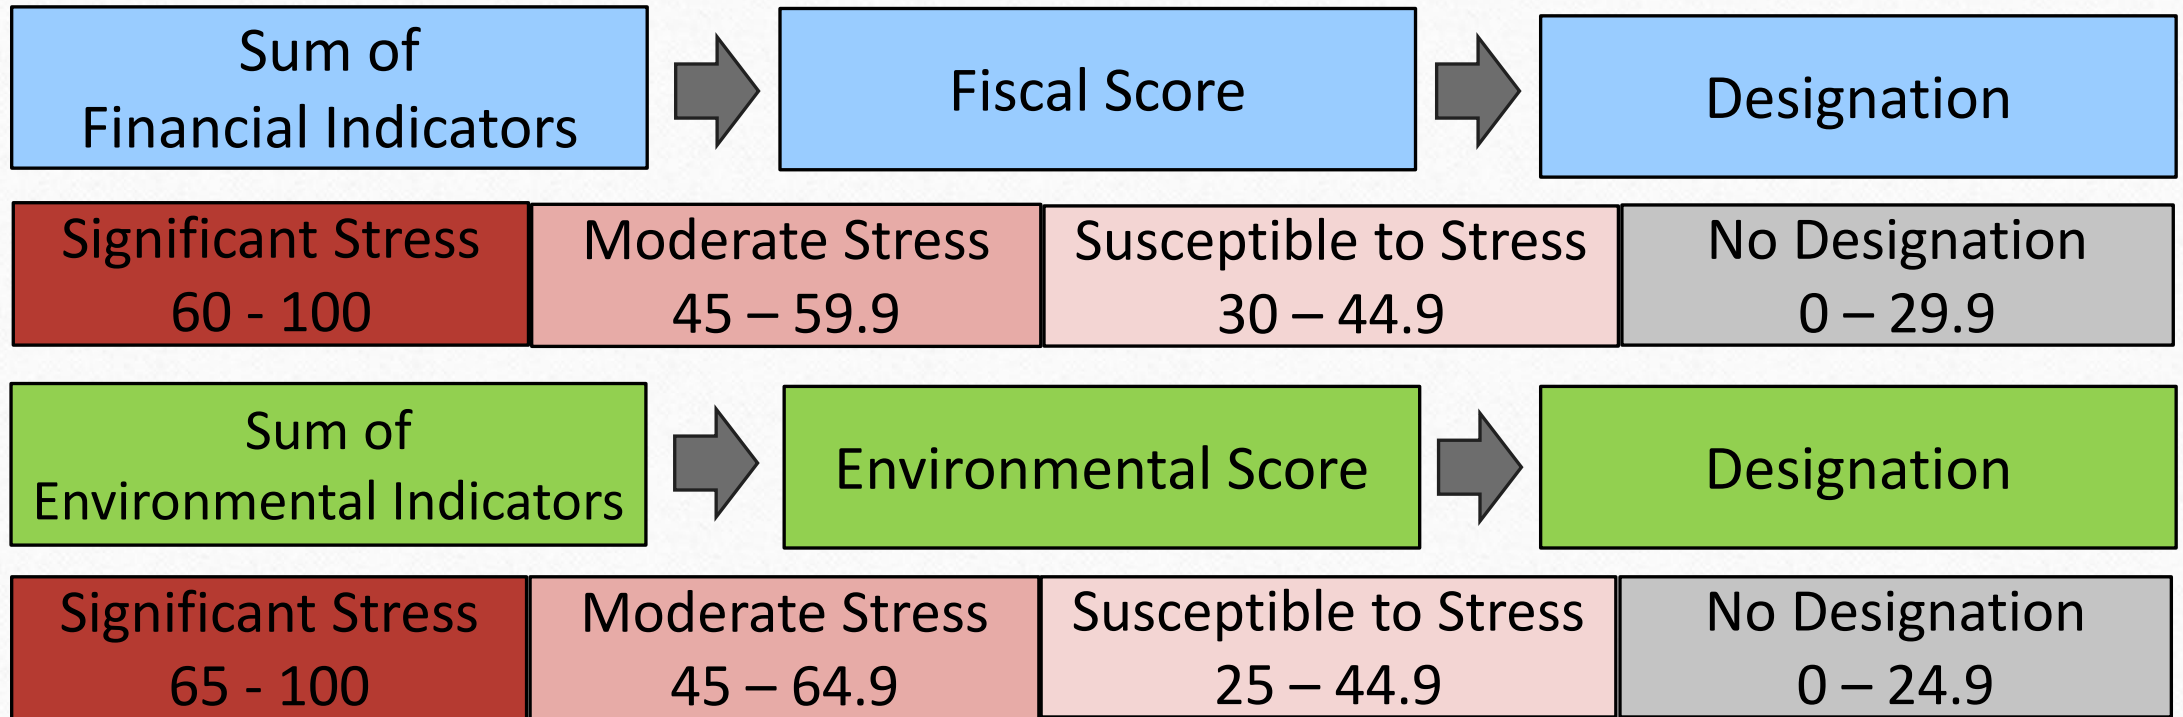 Sum of
Financial Indicators
Fiscal Score
Designation
Significant Stress
60 - 100
Moderate Stress
45 – 59.9
Susceptible to Stress
30 – 44.9
No Designation
0 – 29.9
Sum of
Environmental Indicators
Environmental Score
Designation
Significant Stress
65 - 100
Moderate Stress
45 – 64.9
Susceptible to Stress
25 – 44.9
No Designation
0 – 24.9